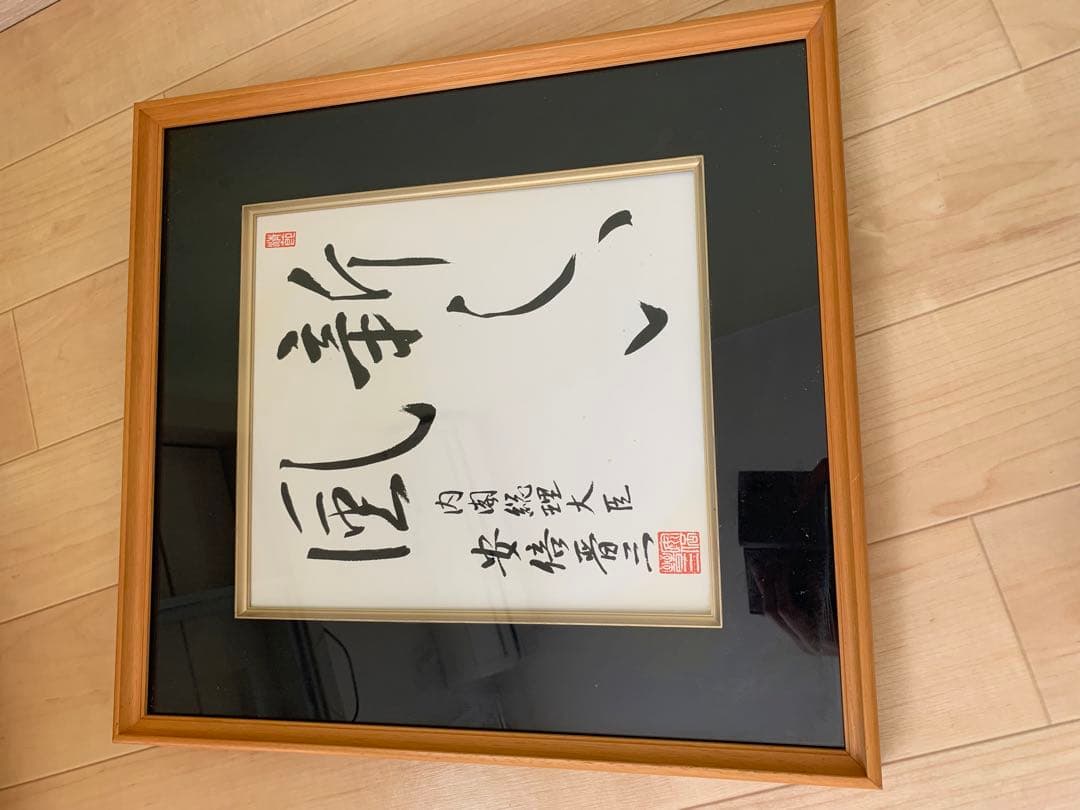 新しい
風
内閣総理大臣
安倍晋三